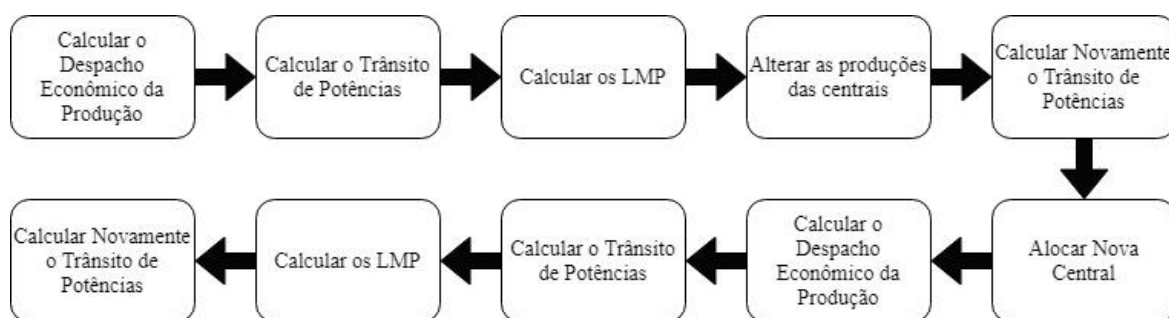 Calcular o
Despacho
Econômico da
Produção
Calcular o Trânsito
de Potências
Calcular os LMP
Alterar as produções
das centrais
Calcular Novamente
o Trânsito de
Potências
Alocar Nova
Central
Calcular o
Despacho
Econômico da
Produção
Calcular o Trânsito
de Potências
Calcular os LMP
Calcular Novamente
o Trânsito de
Potências